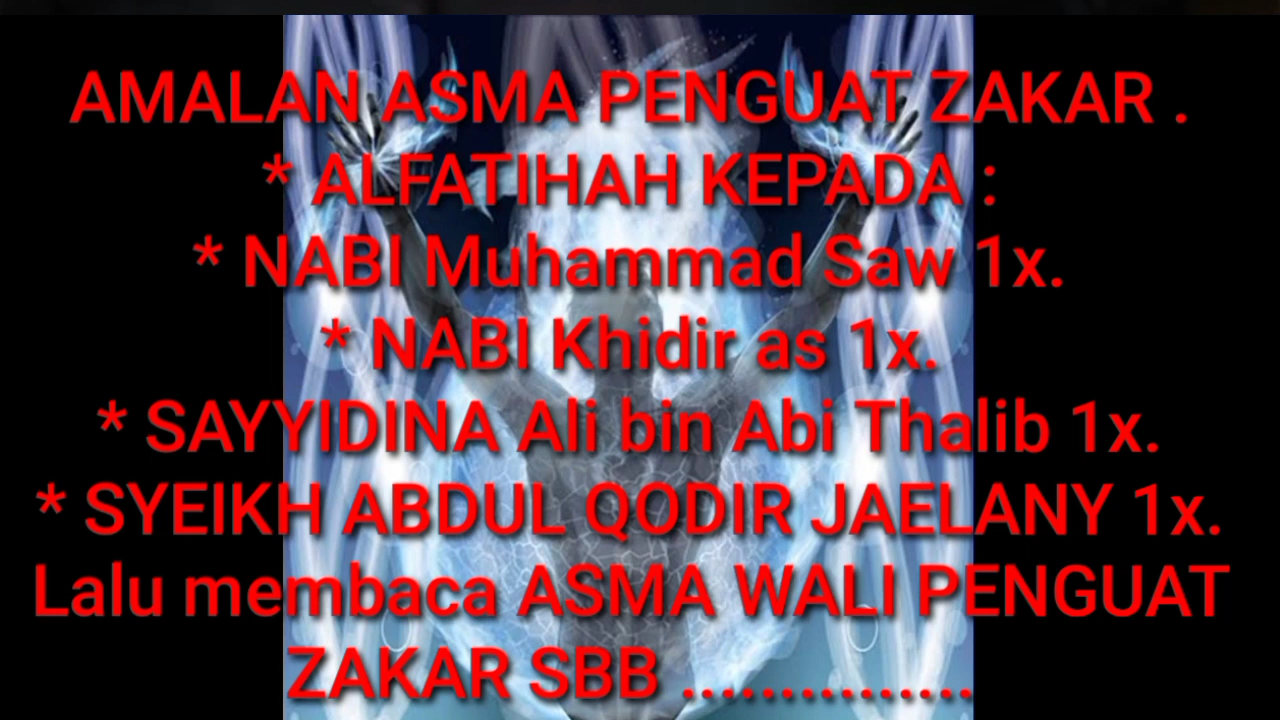 AMALAN ASMA PENGUAT ZAKAR .
* ALFATIHAH KEPADA :
* NABI Muhammad Saw 1x.
* NABI Khidir as 1x.
* SAYYIDINA Ali bin Abi Thalib 1x.
* SYEIKH ABDUL QODIR JAELANY 1x.
Lalu membaca ASMA WALI PENGUAT
ZAKAR SBB ...............